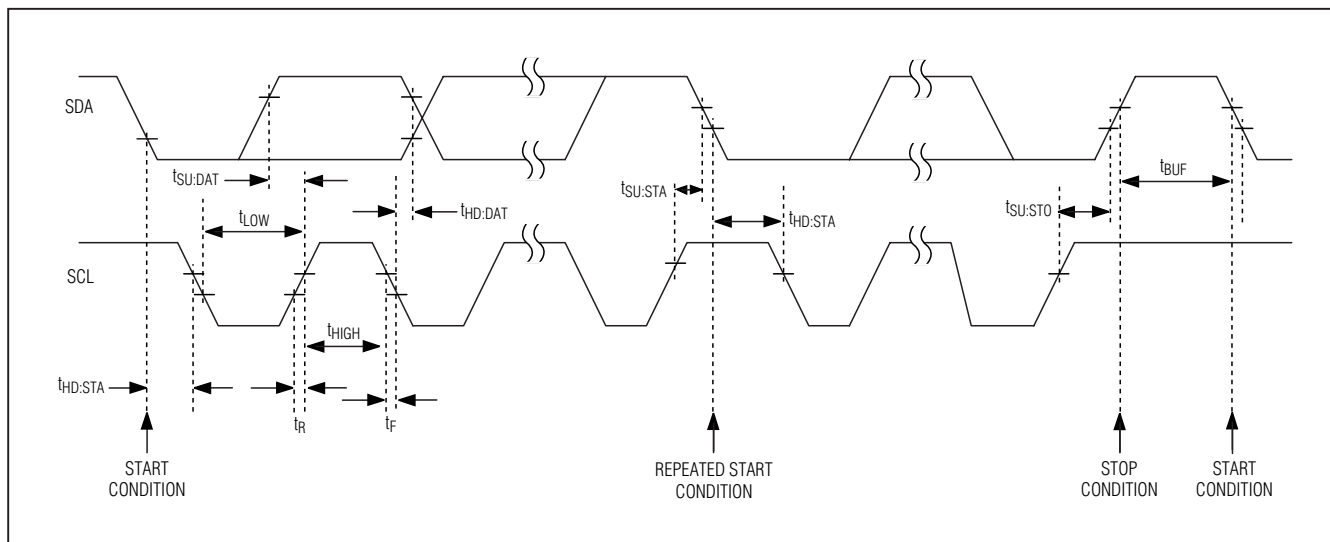 SDA
tSU:DAT
tLOW
tHD:DAT
tSU:STA
tHD:STA
tBUF
tSU:STO
SCL
tHIGH
tHD:STA
tR
tF
START
CONDITION
REPEATED START
CONDITION
STOP
CONDITION
START
CONDITION